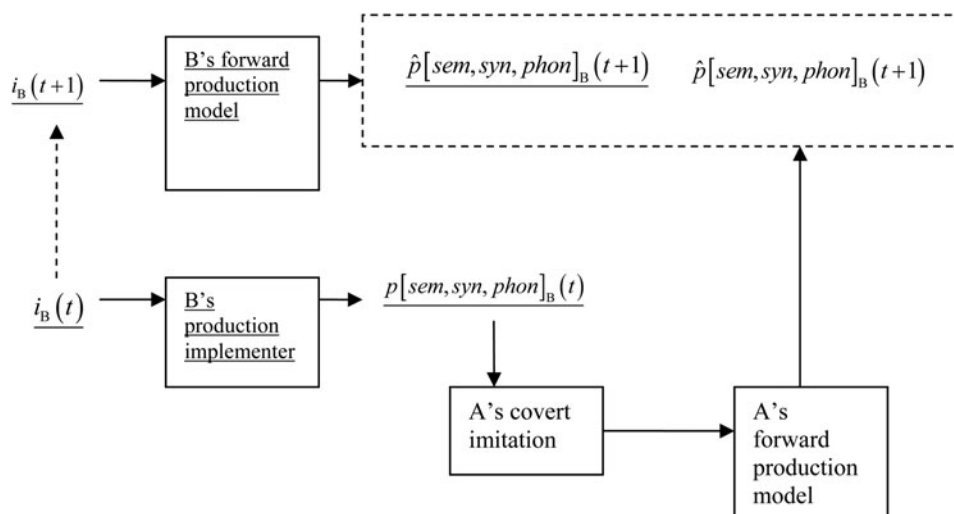 i_B(t+1)
B's forward
production
model
p̂[sem, syn, phon]_B(t+1)
p̂[sem, syn, phon]_B(t+1)
i_B(t)
B's
production
implementer
p[sem, syn, phon]_B(t)
A's covert
imitation
A's
forward
production
model